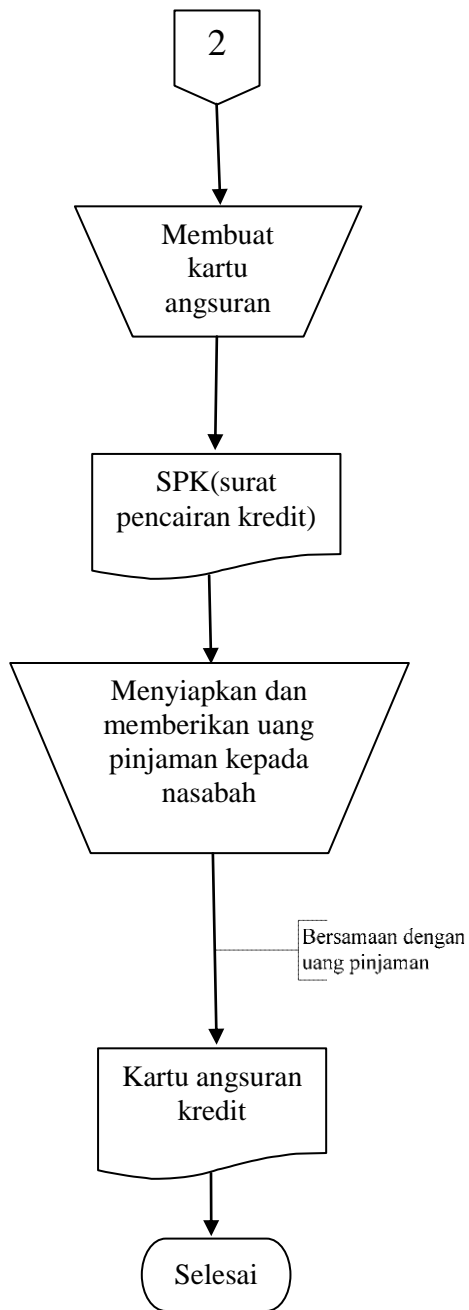 2
Membuat
kartu
angsuran
SPK(surat
pencairan kredit)
Menyiapkan dan
memberikan uang
pinjaman kepada
nasabah
Bersamaan dengan
uang pinjaman
Kartu angsuran
kredit
Selesai